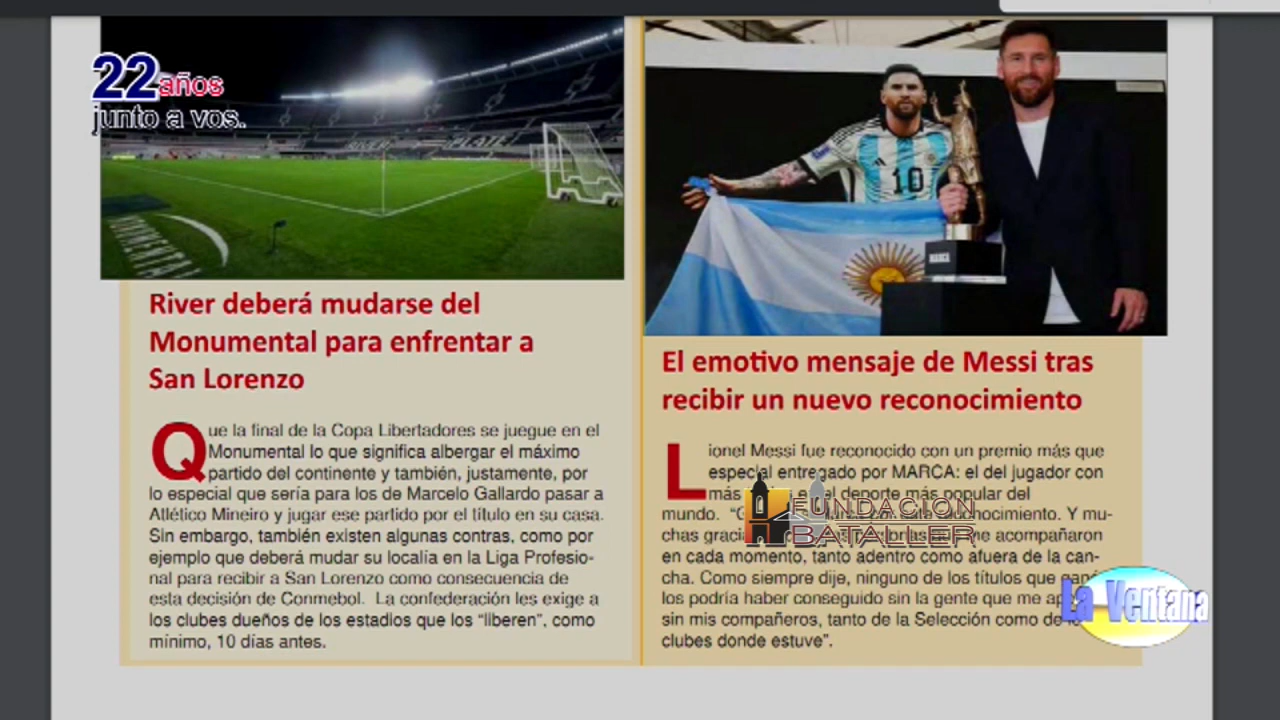 22 años
junto a vos.
RIVER
PLATE
MONUMENTAL
10
MARCA
River deberá mudarse del
Monumental para enfrentar a
San Lorenzo
Que la final de la Copa Libertadores se juegue en el
Monumental lo que significa albergar el máximo
partido del continente y también, justamente, por
lo especial que sería para los de Marcelo Gallardo pasar a
Atlético Mineiro y jugar ese partido por el título en su casa.
Sin embargo, también existen algunas contras, como por
ejemplo que deberá mudar su localía en la Liga Profesio-
nal para recibir a San Lorenzo como consecuencia de
esta decisión de Conmebol. La confederación les exige a
los clubes dueños de los estadios que los “liberen”, como
mínimo, 10 días antes.
El emotivo mensaje de Messi tras
recibir un nuevo reconocimiento
Lionel Messi fue reconocido con un premio más que
especial entregado por MARCA: el del jugador con
más el deporte más popular del
mundo. nocimiento. Y mu-
chas me acompañaron
en cada momento, tanto adentro como afuera de la can-
cha. Como siempre dije, ninguno de los títulos que
los podría haber conseguido sin la gente que me
sin mis compañeros, tanto de la Selección como de
clubes donde estuve”.
FUNDACION
BATALLER
La Ventana